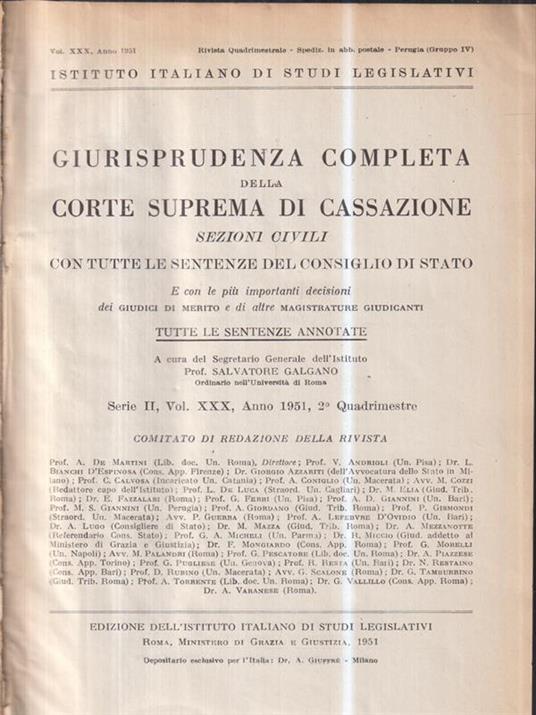 Vol. XXX, Anno 1951 Rivista Quadrimestrale - Spediz. in abb. postale - Perugia (Gruppo IV)
ISTITUTO ITALIANO DI STUDI LEGISLATIVI
GIURISPRUDENZA COMPLETA
DELLA
CORTE SUPREMA DI CASSAZIONE
SEZIONI CIVILI
CON TUTTE LE SENTENZE DEL CONSIGLIO DI STATO
E con le più importanti decisioni
dei GIUDICI DI MERITO e di altre MAGISTRATURE GIUDICANTI
TUTTE LE SENTENZE ANNOTATE
A cura del Segretario Generale dell'Istituto
Prof. SALVATORE GALGANO
Ordinario nell'Università di Roma
Serie II, Vol. XXX, Anno 1951, 2º Quadrimestre
COMITATO DI REDAZIONE DELLA RIVISTA
Prof. A. DE MARTINI (Lib. doc. Un. Roma), Direttore; Prof. V. ANDRIOLI (Un. Pisa); Dr. L.
BIANCHI D'ESPINOSA (Cons. App. Firenze); Dr. GIORGIO AZZARITI (dell'Avvocatura dello Stato in Mi-
lano); Prof. C. CALVOSA (Incaricato Un. Catania); Prof. A. CONIGLIO (Un. Macerata); Avv. M. COZZI
(Redattore capo dell'Istituto); Prof. L. DE LUCA (Straord. Un. Cagliari); Dr. M. ELIA (Giud. Trib.
Roma); Dr. E. FAZZALARI (Roma); Prof. G. FERRI (Un. Pisa); Prof. A. D. GIANNINI (Un. Bari);
Prof. M. S. GIANNINI (Un. Perugia); Prof. A. GIORDANO (Giud. Trib. Roma); Prof. P. GISMONDI
(Straord. Un. Macerata); Avv. P. GUERRA (Roma); Prof. A. LEFEBVRE D'OVIDIO (Un. Bari);
Dr. A. LUGO (Consigliere di Stato); Dr. M. MAZZA (Giud. Trib. Roma); Dr. A. MEZZANOTTE
(Referendario Cons. Stato); Prof. G. A. MICHELI (Un. Parma); Dr. R. MICCIO (Giud. addetto al
Ministero di Grazia e Giustizia); Dr. F. MONGIARDO (Cons. App. Roma); Prof. G. MORELLI
(Un. Napoli); Avv. M. PALANDRI (Roma); Prof. G. PESCATORE (Lib. doc. Un. Roma); Dr. A. PIAZZESE
(Cons. App. Torino); Prof. G. PUGLIESE (Un. Genova); Prof. R. RESTA (Un. Bari); Dr. N. RESTAINO
(Cons. App. Bari); Prof. D. RUBINO (Un. Macerata); Avv. G. SCALONE (Roma); Dr. G. TAMBURRINO
(Giud. Trib. Roma); Prof. A. TORRENTE (Lib. doc. Un. Roma); Dr. G. VALLILLO (Cons. App. Roma);
Dr. A. VARANESE (Roma).
EDIZIONE DELL'ISTITUTO ITALIANO DI STUDI LEGISLATIVI
ROMA, MINISTERO DI GRAZIA E GIUSTIZIA, 1951
Depositario esclusivo per l'Italia: Dr. A. GIUFFRÈ - Milano